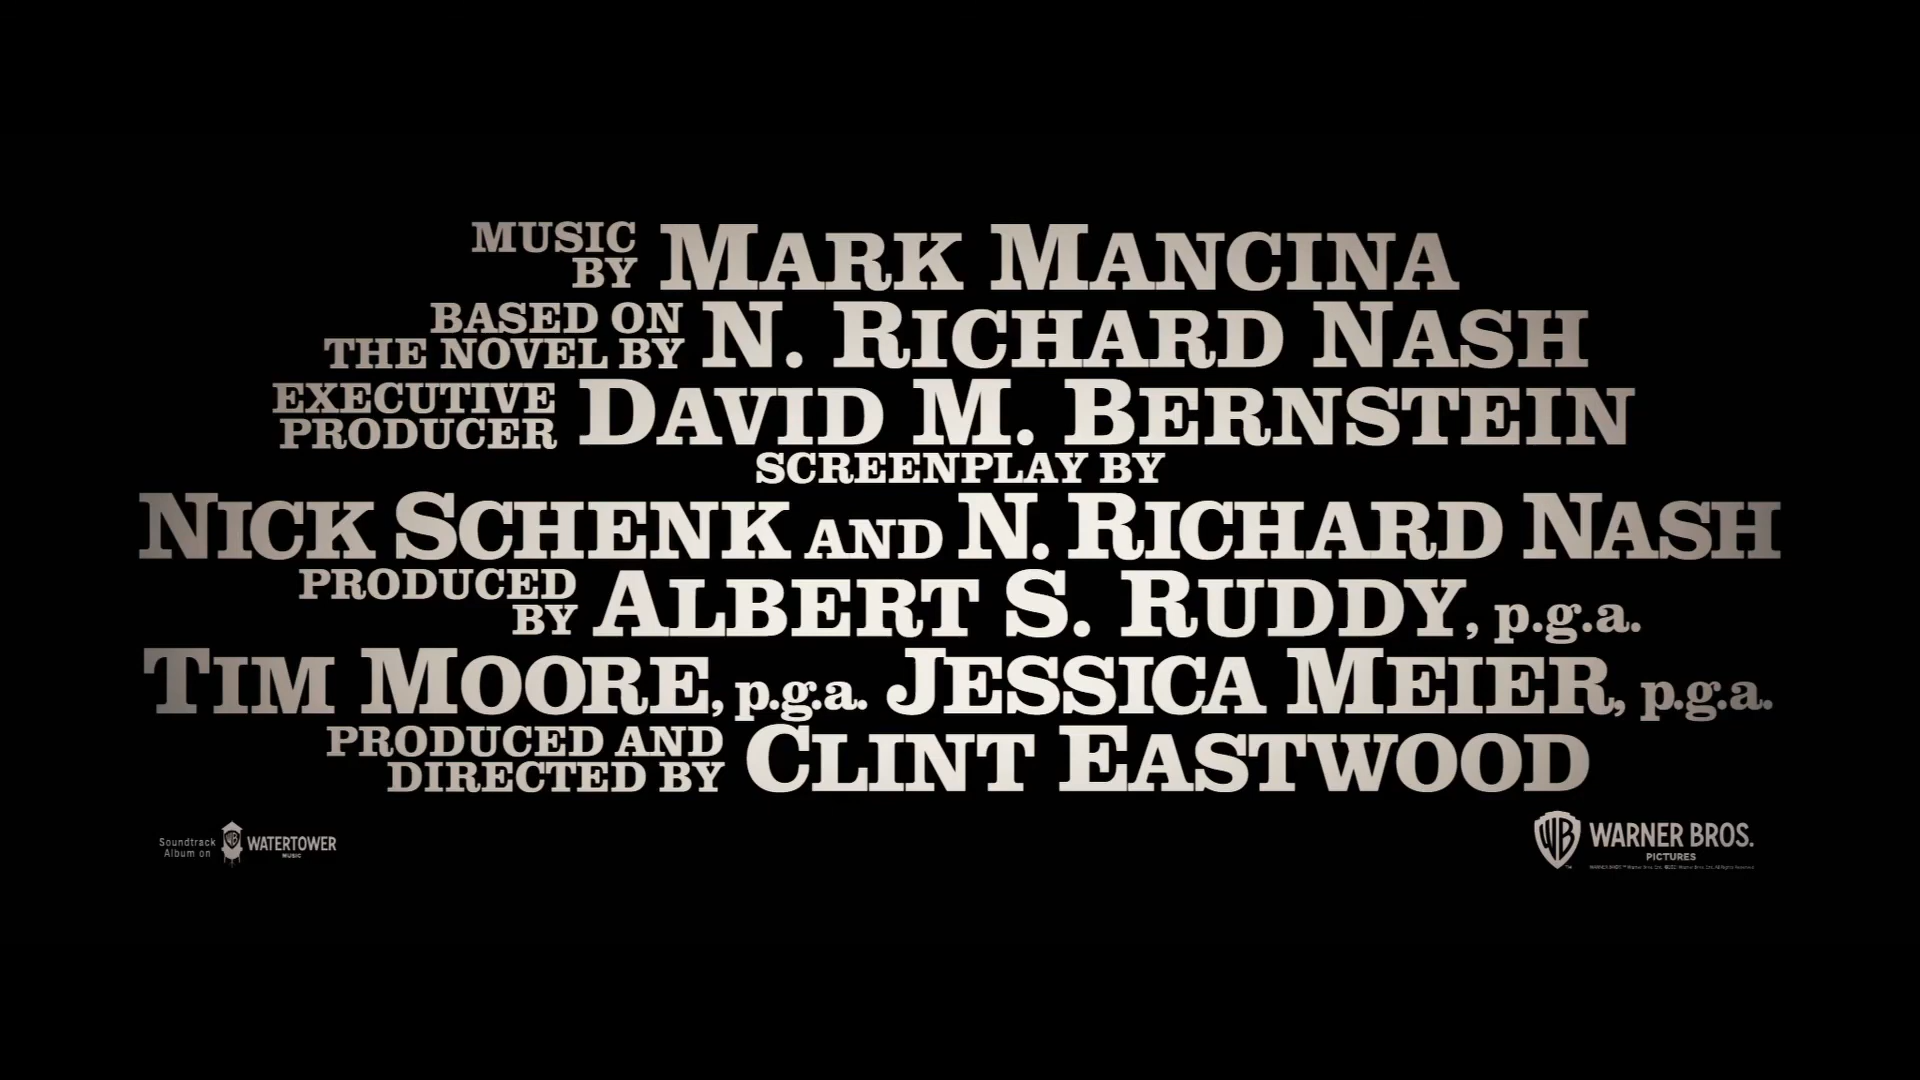 MUSIC BY MARK MANCINA
BASED ON THE NOVEL BY N. RICHARD NASH
EXECUTIVE PRODUCER DAVID M. BERNSTEIN
SCREENPLAY BY
NICK SCHENK AND N. RICHARD NASH
PRODUCED BY ALBERT S. RUDDY, p.g.a.
TIM MOORE, p.g.a. JESSICA MEIER, p.g.a.
PRODUCED AND DIRECTED BY CLINT EASTWOOD
Soundtrack Album on WB WATERTOWER MUSIC
WB WARNER BROS. PICTURES